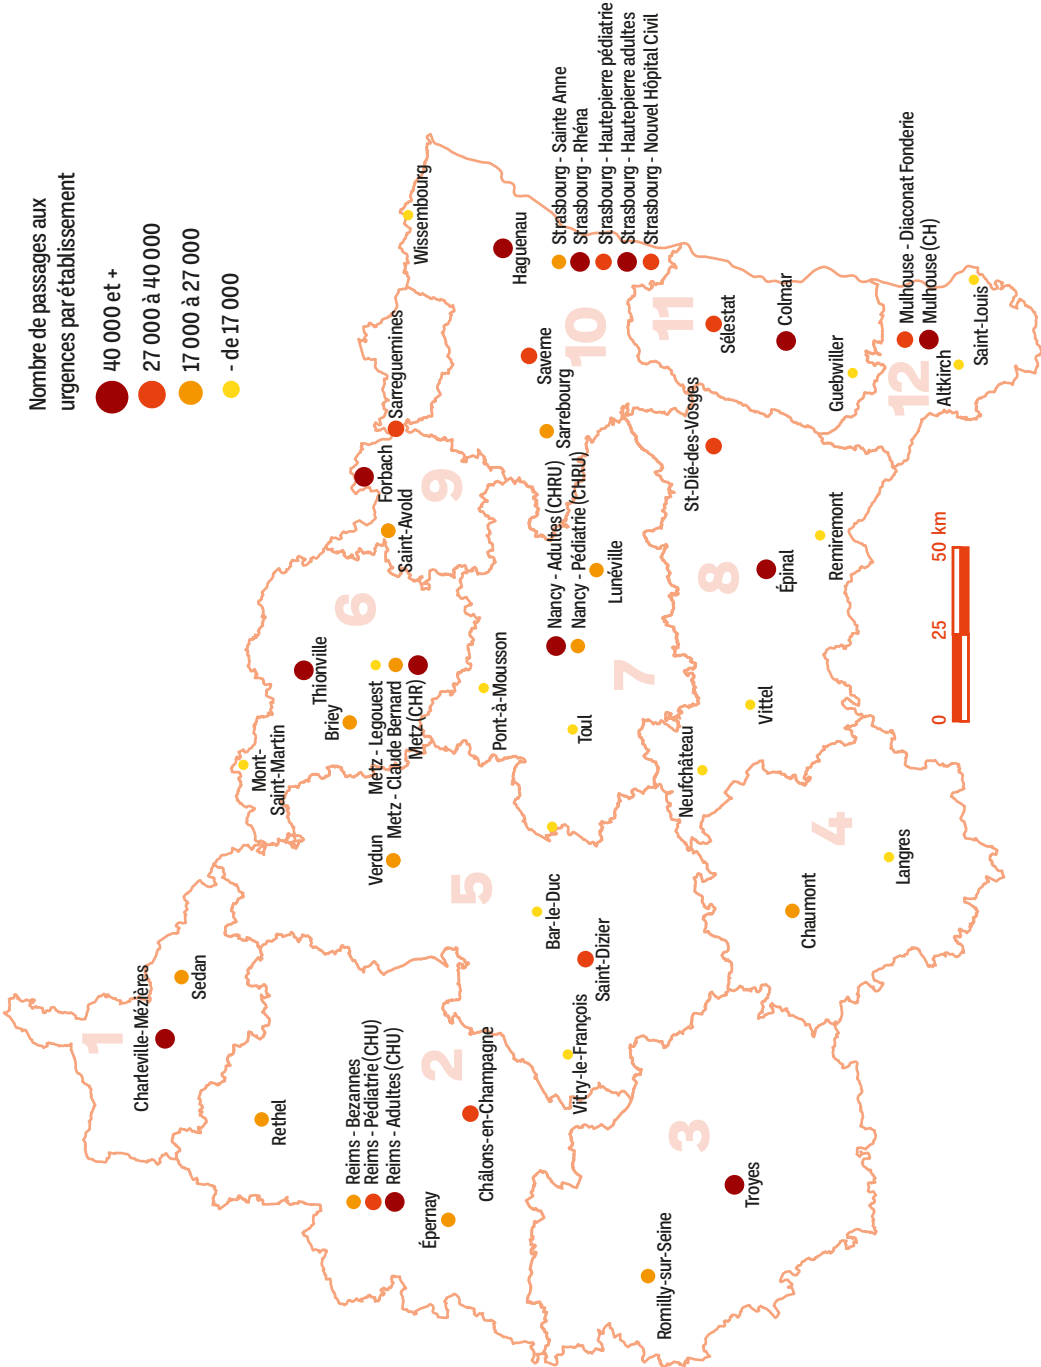 Nombre de passages aux
urgences par établissement
40 000 et +
27 000 à 40 000
17 000 à 27 000
- de 17 000
1
Charleville-Mézières
Sedan
Rethel
Reims - Bezannes
Reims - Pédiatrie (CHU)
Reims - Adultes (CHU)
2
Épernay
Châlons-en-Champagne
Vitry-le-François
3
Romilly-sur-Seine
Troyes
4
Chaumont
Langres
5
Verdun
Bar-le-Duc
Saint-Dizier
6
Mont-
Saint-Martin
Thionville
Briey
Metz - Legouest
Metz - Claude Bernard
Metz (CHR)
7
Pont-à-Mousson
Toul
Nancy - Adultes (CHRU)
Nancy - Pédiatrie (CHRU)
Lunéville
8
Neufchâteau
Vittel
Épinal
Remiremont
St-Dié-des-Vosges
9
Forbach
Saint-Avold
Sarreguemines
10
Wissembourg
Haguenau
Saverne
Sarrebourg
Strasbourg - Sainte Anne
Strasbourg - Rhéna
Strasbourg - Hautepierre pédiatrie
Strasbourg - Hautepierre adultes
Strasbourg - Nouvel Hôpital Civil
11
Sélestat
Colmar
Guebwiller
12
Mulhouse - Diaconat Fonderie
Mulhouse (CH)
Altkirch
Saint-Louis
0
25
50 km